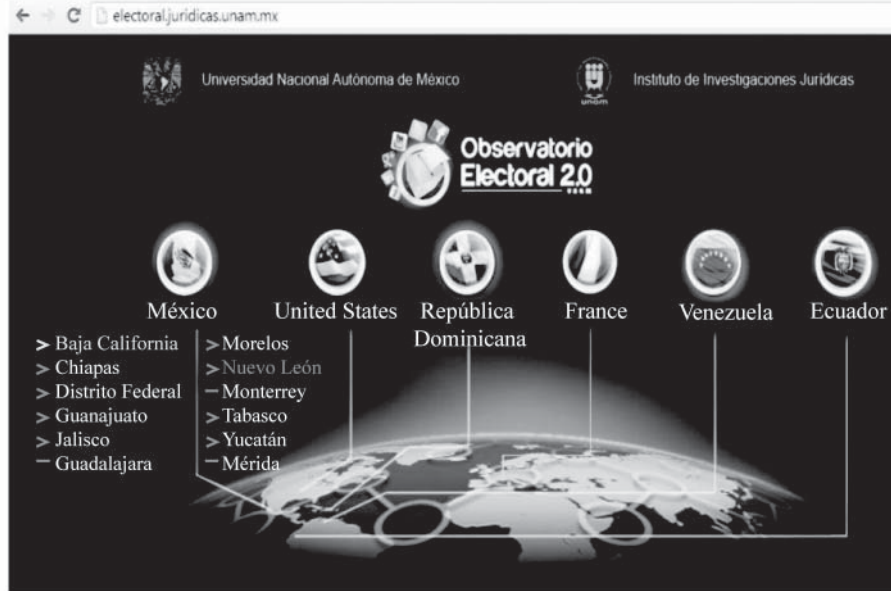 electoral.juridicas.unam.mx
Universidad Nacional Autónoma de México
unam
Instituto de Investigaciones Jurídicas
Observatorio
Electoral 2.0
México
United States
República
Dominicana
France
Venezuela
Ecuador
> Baja California
> Chiapas
> Distrito Federal
> Guanajuato
> Jalisco
– Guadalajara
> Morelos
> Nuevo León
– Monterrey
> Tabasco
> Yucatán
– Mérida